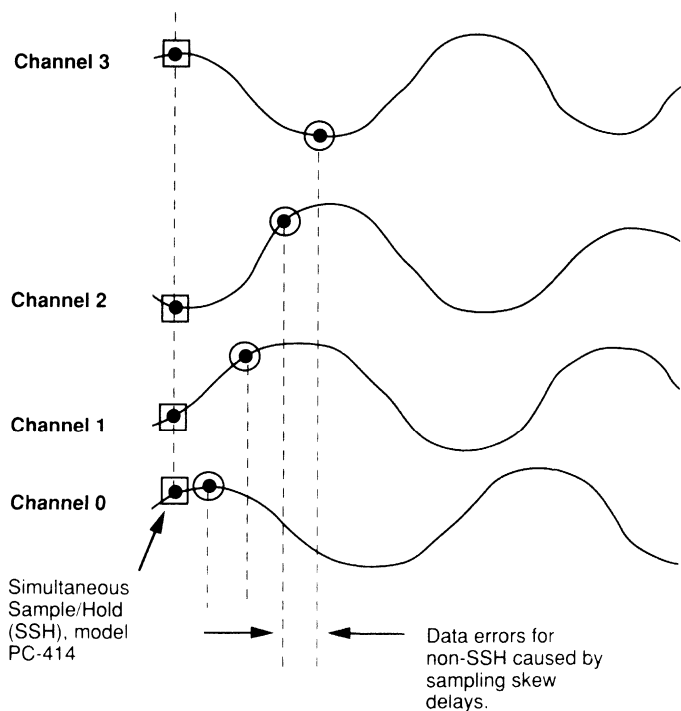 Channel 3
Channel 2
Channel 1
Channel 0
Simultaneous
Sample/Hold
(SSH), model
PC-414
Data errors for
non-SSH caused by
sampling skew
delays.